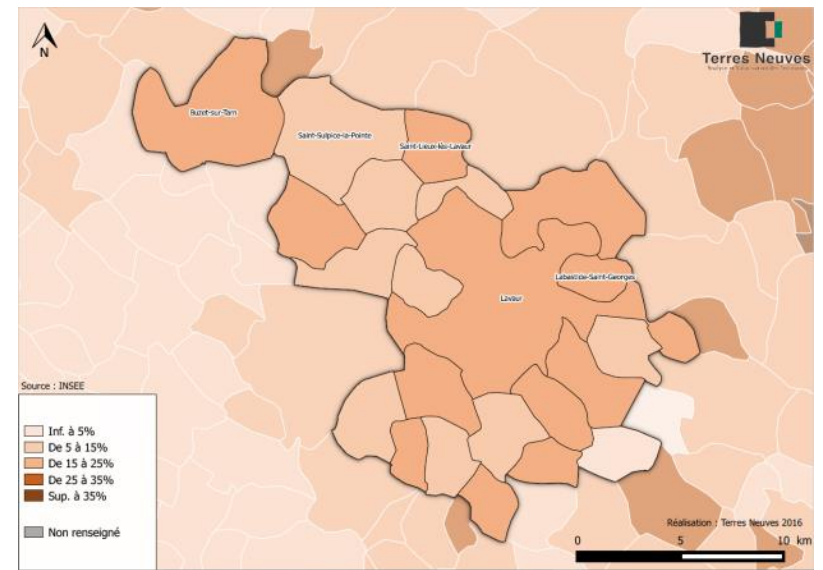 N
Terres Neuves
Buzet-sur-Tarn
Saint-Sulpice-la-Pointe
Saint-Lieux-lès-Lavaur
Labastide-Saint-Georges
Lavaur
Source : INSEE
Inf. à 5%
De 5 à 15%
De 15 à 25%
De 25 à 35%
Sup. à 35%
Non renseigné
Réalisation : Terres Neuves 2016
0 5 10 km